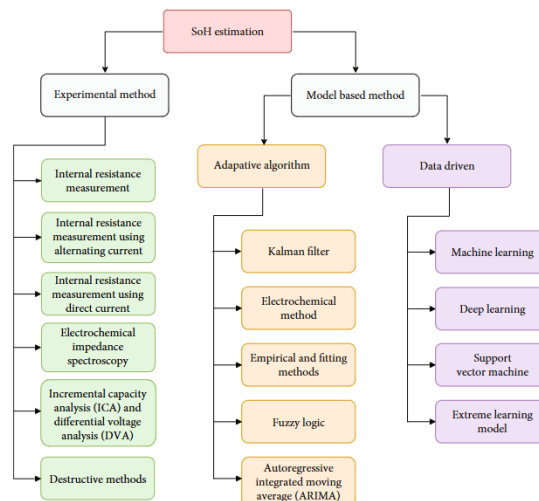 SoH estimation
Experimental method
Model based method
Internal resistance
measurement
Internal resistance
measurement using
alternating current
Internal resistance
measurement using
direct current
Electrochemical
impedance
spectroscopy
Incremental capacity
analysis (ICA) and
differential voltage
analysis (DVA)
Destructive methods
Adapative algorithm
Kalman filter
Electrochemical
method
Empirical and fitting
methods
Fuzzy logic
Autoregressive
integrated moving
average (ARIMA)
Data driven
Machine learning
Deep learning
Support
vector machine
Extreme learning
model